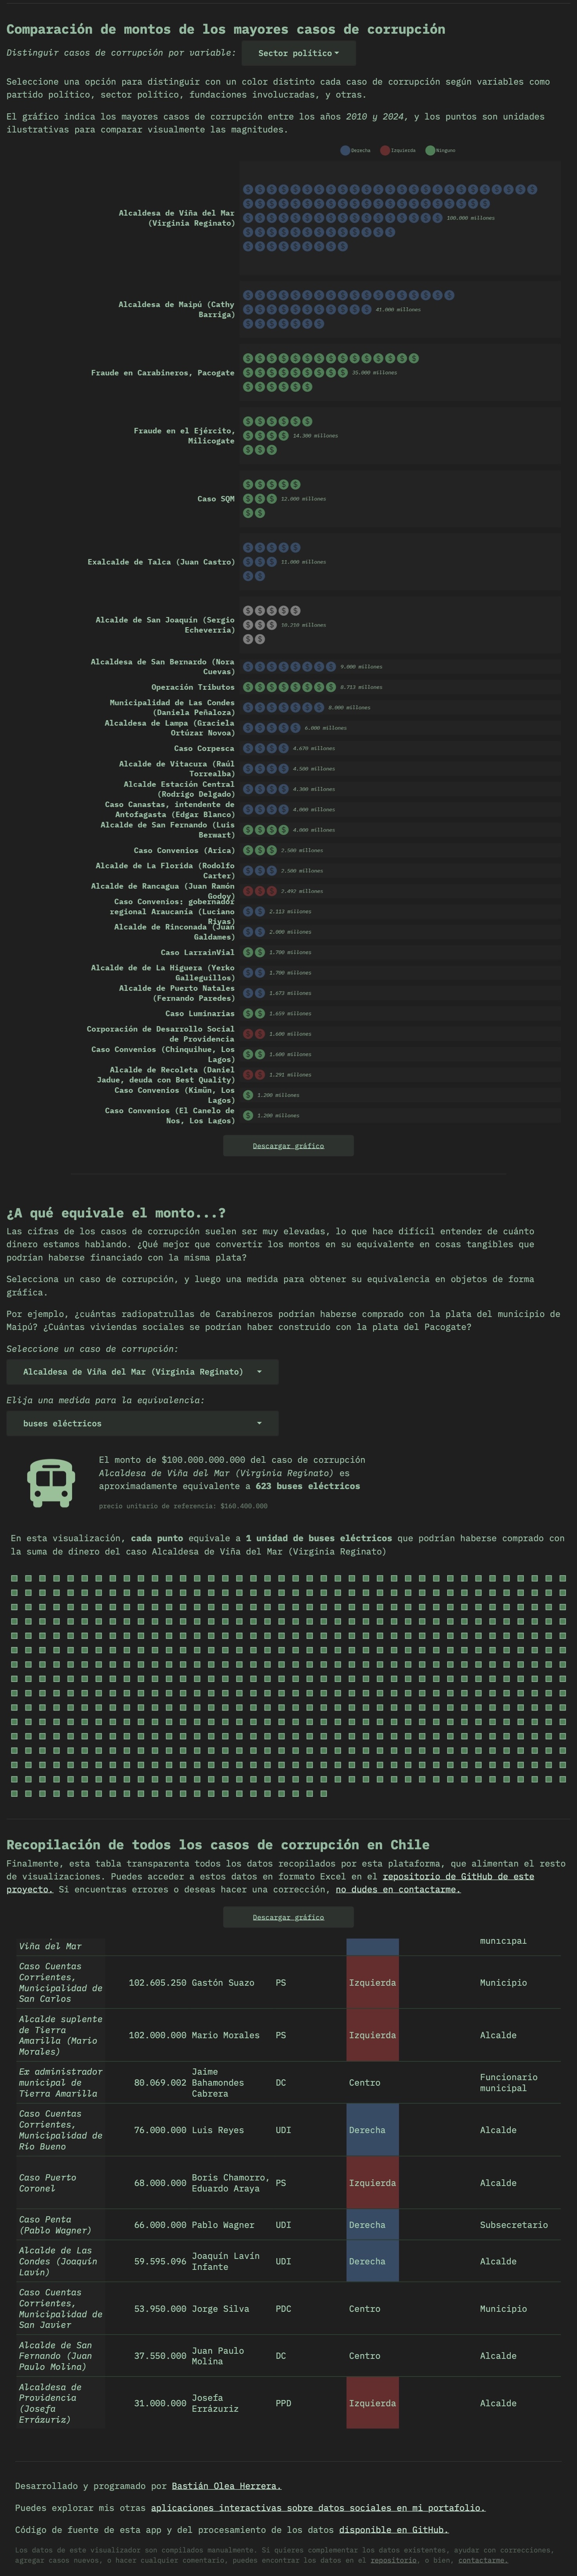 Comparación de montos de los mayores casos de corrupción
Distinguir casos de corrupción por variable: Sector político
Seleccione una opción para distinguir con un color distinto cada caso de corrupción según variables como
partido político, sector político, fundaciones involucradas, y otras.
El gráfico indica los mayores casos de corrupción entre los años 2010 y 2024, y los puntos son unidades
ilustrativas para comparar visualmente las magnitudes.
Derecha Izquierda Ninguno
Alcaldesa de Viña del Mar
(Virginia Reginato)
100.000 millones
Alcaldesa de Maipú (Cathy
Barriga)
41.000 millones
Fraude en Carabineros, Pacogate
35.000 millones
Fraude en el Ejército,
Milicogate
14.300 millones
Caso SQM
12.000 millones
Exalcalde de Talca (Juan Castro)
11.000 millones
Alcalde de San Joaquín (Sergio
Echeverría)
10.210 millones
Alcaldesa de San Bernardo (Nora
Cuevas)
9.000 millones
Operación Tributos
8.713 millones
Municipalidad de Las Condes
(Daniela Peñaloza)
8.000 millones
Alcaldesa de Lampa (Graciela
Ortúzar Novoa)
6.000 millones
Caso Corpesca
4.670 millones
Alcalde de Vitacura (Raúl
Torrealba)
4.500 millones
Alcalde Estación Central
(Rodrigo Delgado)
4.300 millones
Caso Canastas, intendente de
Antofagasta (Edgar Blanco)
4.000 millones
Alcalde de San Fernando (Luis
Berwart)
4.000 millones
Caso Convenios (Arica)
2.560 millones
Alcalde de La Florida (Rodolfo
Carter)
2.500 millones
Alcalde de Rancagua (Juan Ramón
Godoy)
2.492 millones
Caso Convenios: gobernador
regional Araucanía (Luciano
Rivas)
2.113 millones
Alcalde de Rinconada (Juan
Galdames)
2.000 millones
Caso LarrainVial
1.700 millones
Alcalde de de La Higuera (Yerko
Galleguillos)
1.700 millones
Alcalde de Puerto Natales
(Fernando Paredes)
1.673 millones
Caso Luminarias
1.659 millones
Corporación de Desarrollo Social
de Providencia
1.600 millones
Caso Convenios (Chinquihue, Los
Lagos)
1.600 millones
Alcalde de Recoleta (Daniel
Jadue, deuda con Best Quality)
1.291 millones
Caso Convenios (Kimün, Los
Lagos)
1.200 millones
Caso Convenios (El Canelo de
Nos, Los Lagos)
1.200 millones
Descargar gráfico
¿A qué equivale el monto...?
Las cifras de los casos de corrupción suelen ser muy elevadas, lo que hace difícil entender de cuánto
dinero estamos hablando. ¿Qué mejor que convertir los montos en su equivalente en cosas tangibles que
podrían haberse financiado con la misma plata?
Selecciona un caso de corrupción, y luego una medida para obtener su equivalencia en objetos de forma
gráfica.
Por ejemplo, ¿cuántas radiopatrullas de Carabineros podrían haberse comprado con la plata del municipio de
Maipú? ¿Cuántas viviendas sociales se podrían haber construido con la plata del Pacogate?
Seleccione un caso de corrupción:
Alcaldesa de Viña del Mar (Virginia Reginato)
Elija una medida para la equivalencia:
buses eléctricos
El monto de $100.000.000.000 del caso de corrupción
Alcaldesa de Viña del Mar (Virginia Reginato) es
aproximadamente equivalente a 623 buses eléctricos
precio unitario de referencia: $160.400.000
En esta visualización, cada punto equivale a 1 unidad de buses eléctricos que podrían haberse comprado con
la suma de dinero del caso Alcaldesa de Viña del Mar (Virginia Reginato)
Recopilación de todos los casos de corrupción en Chile
Finalmente, esta tabla transparenta todos los datos recopilados por esta plataforma, que alimentan el resto
de visualizaciones. Puedes acceder a estos datos en formato Excel en el repositorio de GitHub de este
proyecto. Si encuentras errores o deseas hacer una corrección, no dudes en contactarme.
Descargar gráfico
Viña del Mar municipal
Caso Cuentas
Corrientes,
Municipalidad de
San Carlos
102.605.250 Gastón Suazo PS Izquierda Municipio
Alcalde suplente
de Tierra
Amarilla (Mario
Morales)
102.000.000 Mario Morales PS Izquierda Alcalde
Ex administrador
municipal de
Tierra Amarilla
80.069.002 Jaime
Bahamondes
Cabrera
DC Centro Funcionario
municipal
Caso Cuentas
Corrientes,
Municipalidad de
Río Bueno
76.000.000 Luis Reyes UDI Derecha Alcalde
Caso Puerto
Coronel
68.000.000 Boris Chamorro,
Eduardo Araya
PS Izquierda Alcalde
Caso Penta
(Pablo Wagner)
66.000.000 Pablo Wagner UDI Derecha Subsecretario
Alcalde de Las
Condes (Joaquín
Lavín)
59.595.096 Joaquín Lavín
Infante
UDI Derecha Alcalde
Caso Cuentas
Corrientes,
Municipalidad de
San Javier
53.950.000 Jorge Silva PDC Centro Municipio
Alcalde de San
Fernando (Juan
Paulo Molina)
37.550.000 Juan Paulo
Molina
DC Centro Alcalde
Alcaldesa de
Providencia
(Josefa
Errázuriz)
31.000.000 Josefa
Errázuriz
PPD Izquierda Alcalde
Desarrollado y programado por Bastián Olea Herrera.
Puedes explorar mis otras aplicaciones interactivas sobre datos sociales en mi portafolio.
Código de fuente de esta app y del procesamiento de los datos disponible en GitHub.
Los datos de este visualizador son compilados manualmente. Si quieres complementar los datos existentes, ayudar con correcciones,
agregar casos nuevos, o hacer cualquier comentario, puedes encontrar los datos en el repositorio, o bien, contactarme.